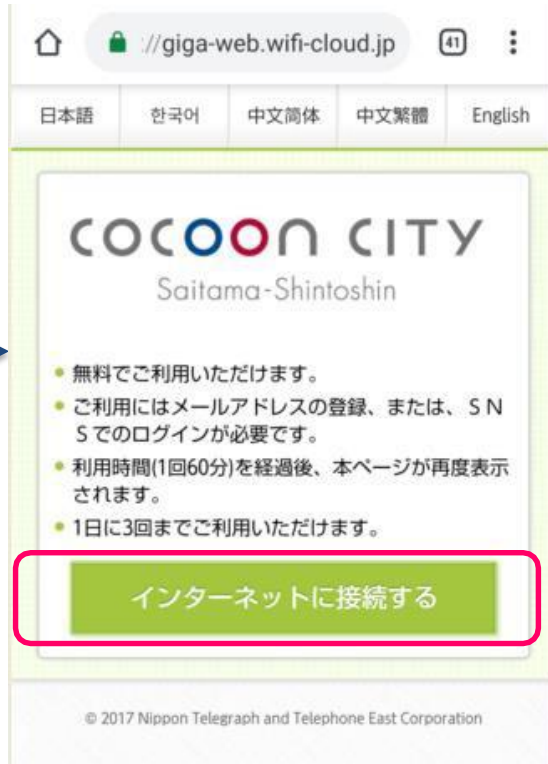 ://giga-web.wifi-cloud.jp 41
日本語 한국어 中文简体 中文繁體 English
COCOON CITY
Saitama-Shintoshin
無料でご利用いただけます。
ご利用にはメールアドレスの登録、または、ＳＮ
Ｓでのログインが必要です。
利用時間(1回60分)を経過後、本ページが再度表示
されます。
1日に3回までご利用いただけます。
インターネットに接続する
© 2017 Nippon Telegraph and Telephone East Corporation